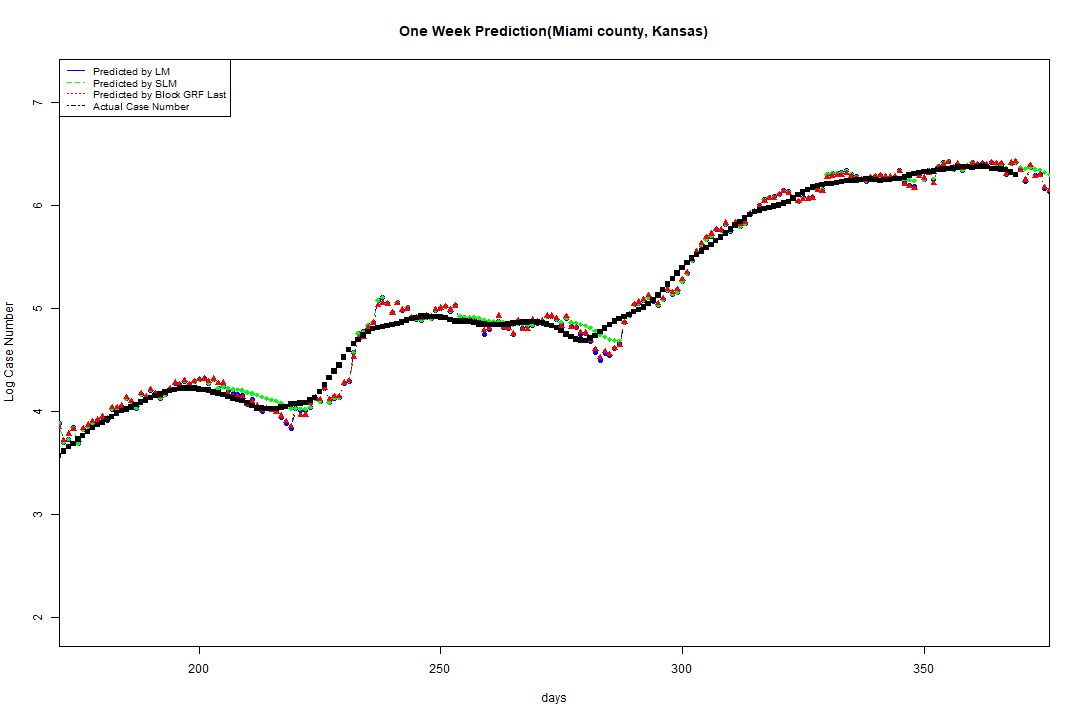 One Week Prediction(Miami county, Kansas)
Predicted by LM
Predicted by SLM
Predicted by Block GRF Last
Actual Case Number
7
6
5
4
3
2
Log Case Number
200 250 300 350
days